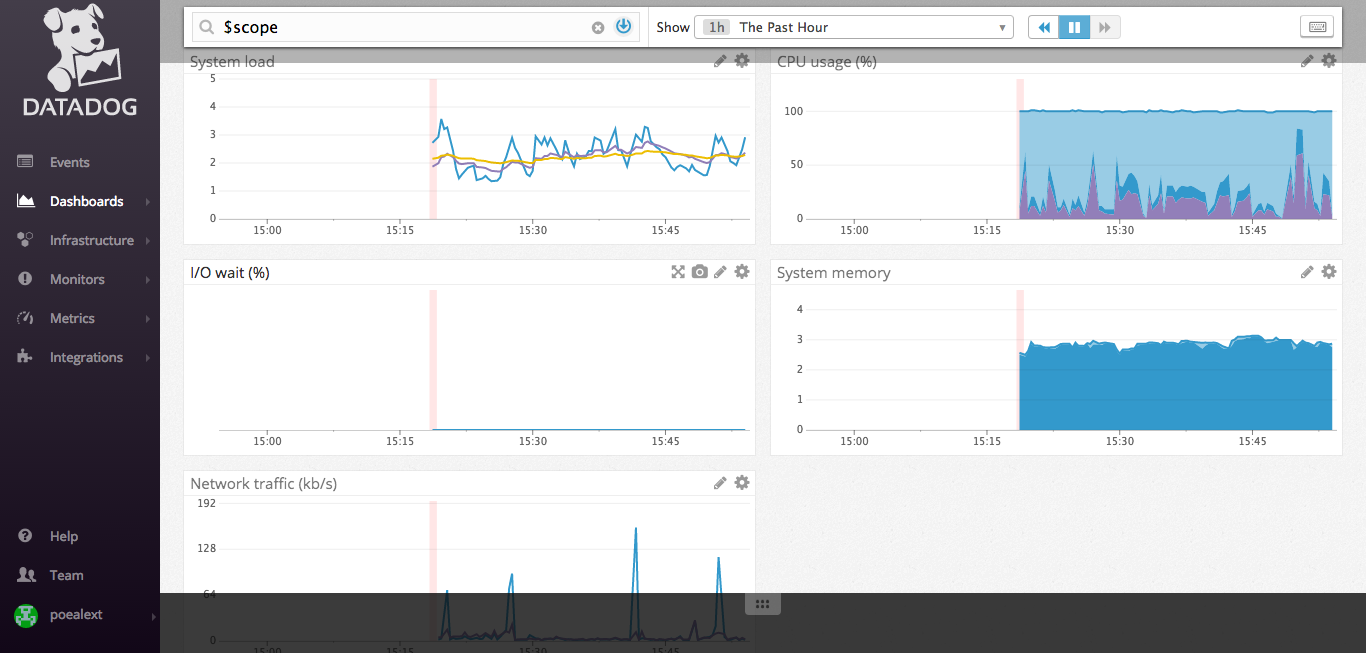 DATADOG
Events
Dashboards
Infrastructure
Monitors
Metrics
Integrations
Help
Team
poealext
$scope
Show 1h The Past Hour
System load
5
4
3
2
1
0
15:00 15:15 15:30 15:45
CPU usage (%)
100
50
0
15:00 15:15 15:30 15:45
I/O wait (%)
15:00 15:15 15:30 15:45
System memory
4
3
2
1
0
15:00 15:15 15:30 15:45
Network traffic (kb/s)
192
128
64
0
15:00 15:15 15:30 15:45